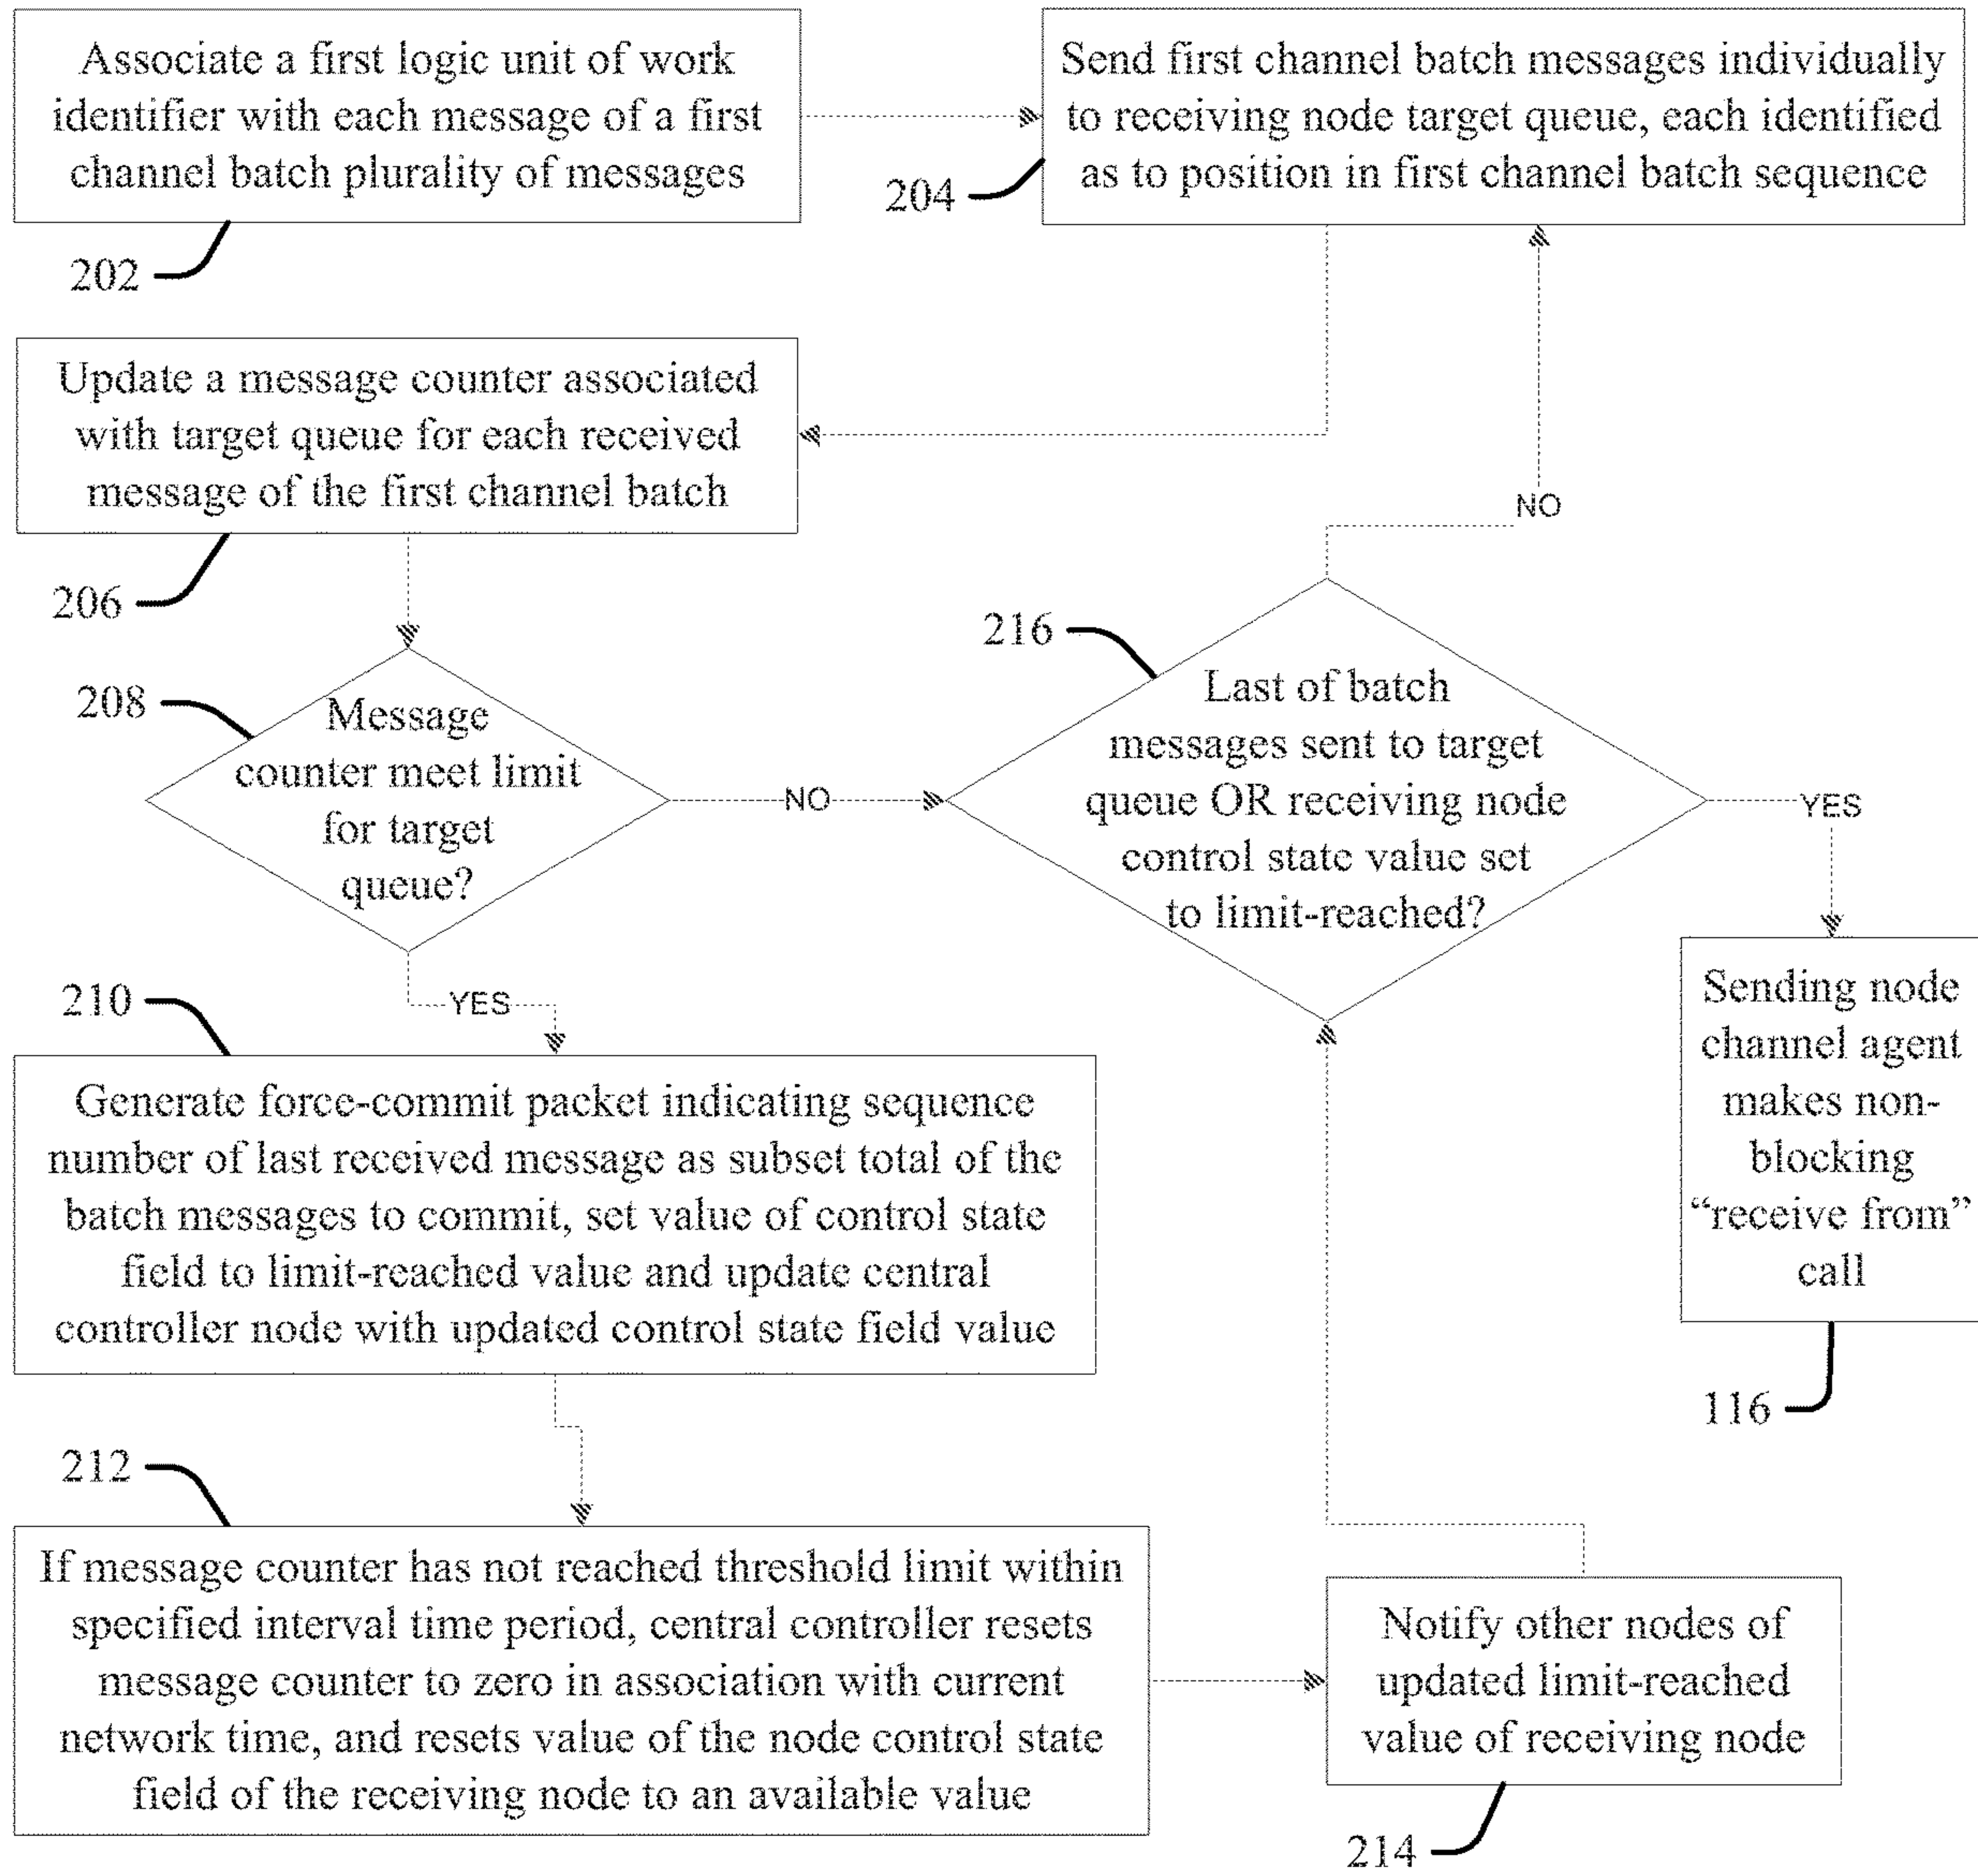 Associate a first logic unit of work
identifier with each message of a first
channel batch plurality of messages
202
Send first channel batch messages individually
to receiving node target queue, each identified
as to position in first channel batch sequence
204
Update a message counter associated
with target queue for each received
message of the first channel batch
206
NO
208
Message
counter meet limit
for target
queue?
NO
216
Last of batch
messages sent to target
queue OR receiving node
control state value set
to limit-reached?
YES
YES
210
Generate force-commit packet indicating sequence
number of last received message as subset total of the
batch messages to commit, set value of control state
field to limit-reached value and update central
controller node with updated control state field value
Sending node
channel agent
makes non-
blocking
“receive from”
call
116
212
If message counter has not reached threshold limit within
specified interval time period, central controller resets
message counter to zero in association with current
network time, and resets value of the node control state
field of the receiving node to an available value
Notify other nodes of
updated limit-reached
value of receiving node
214